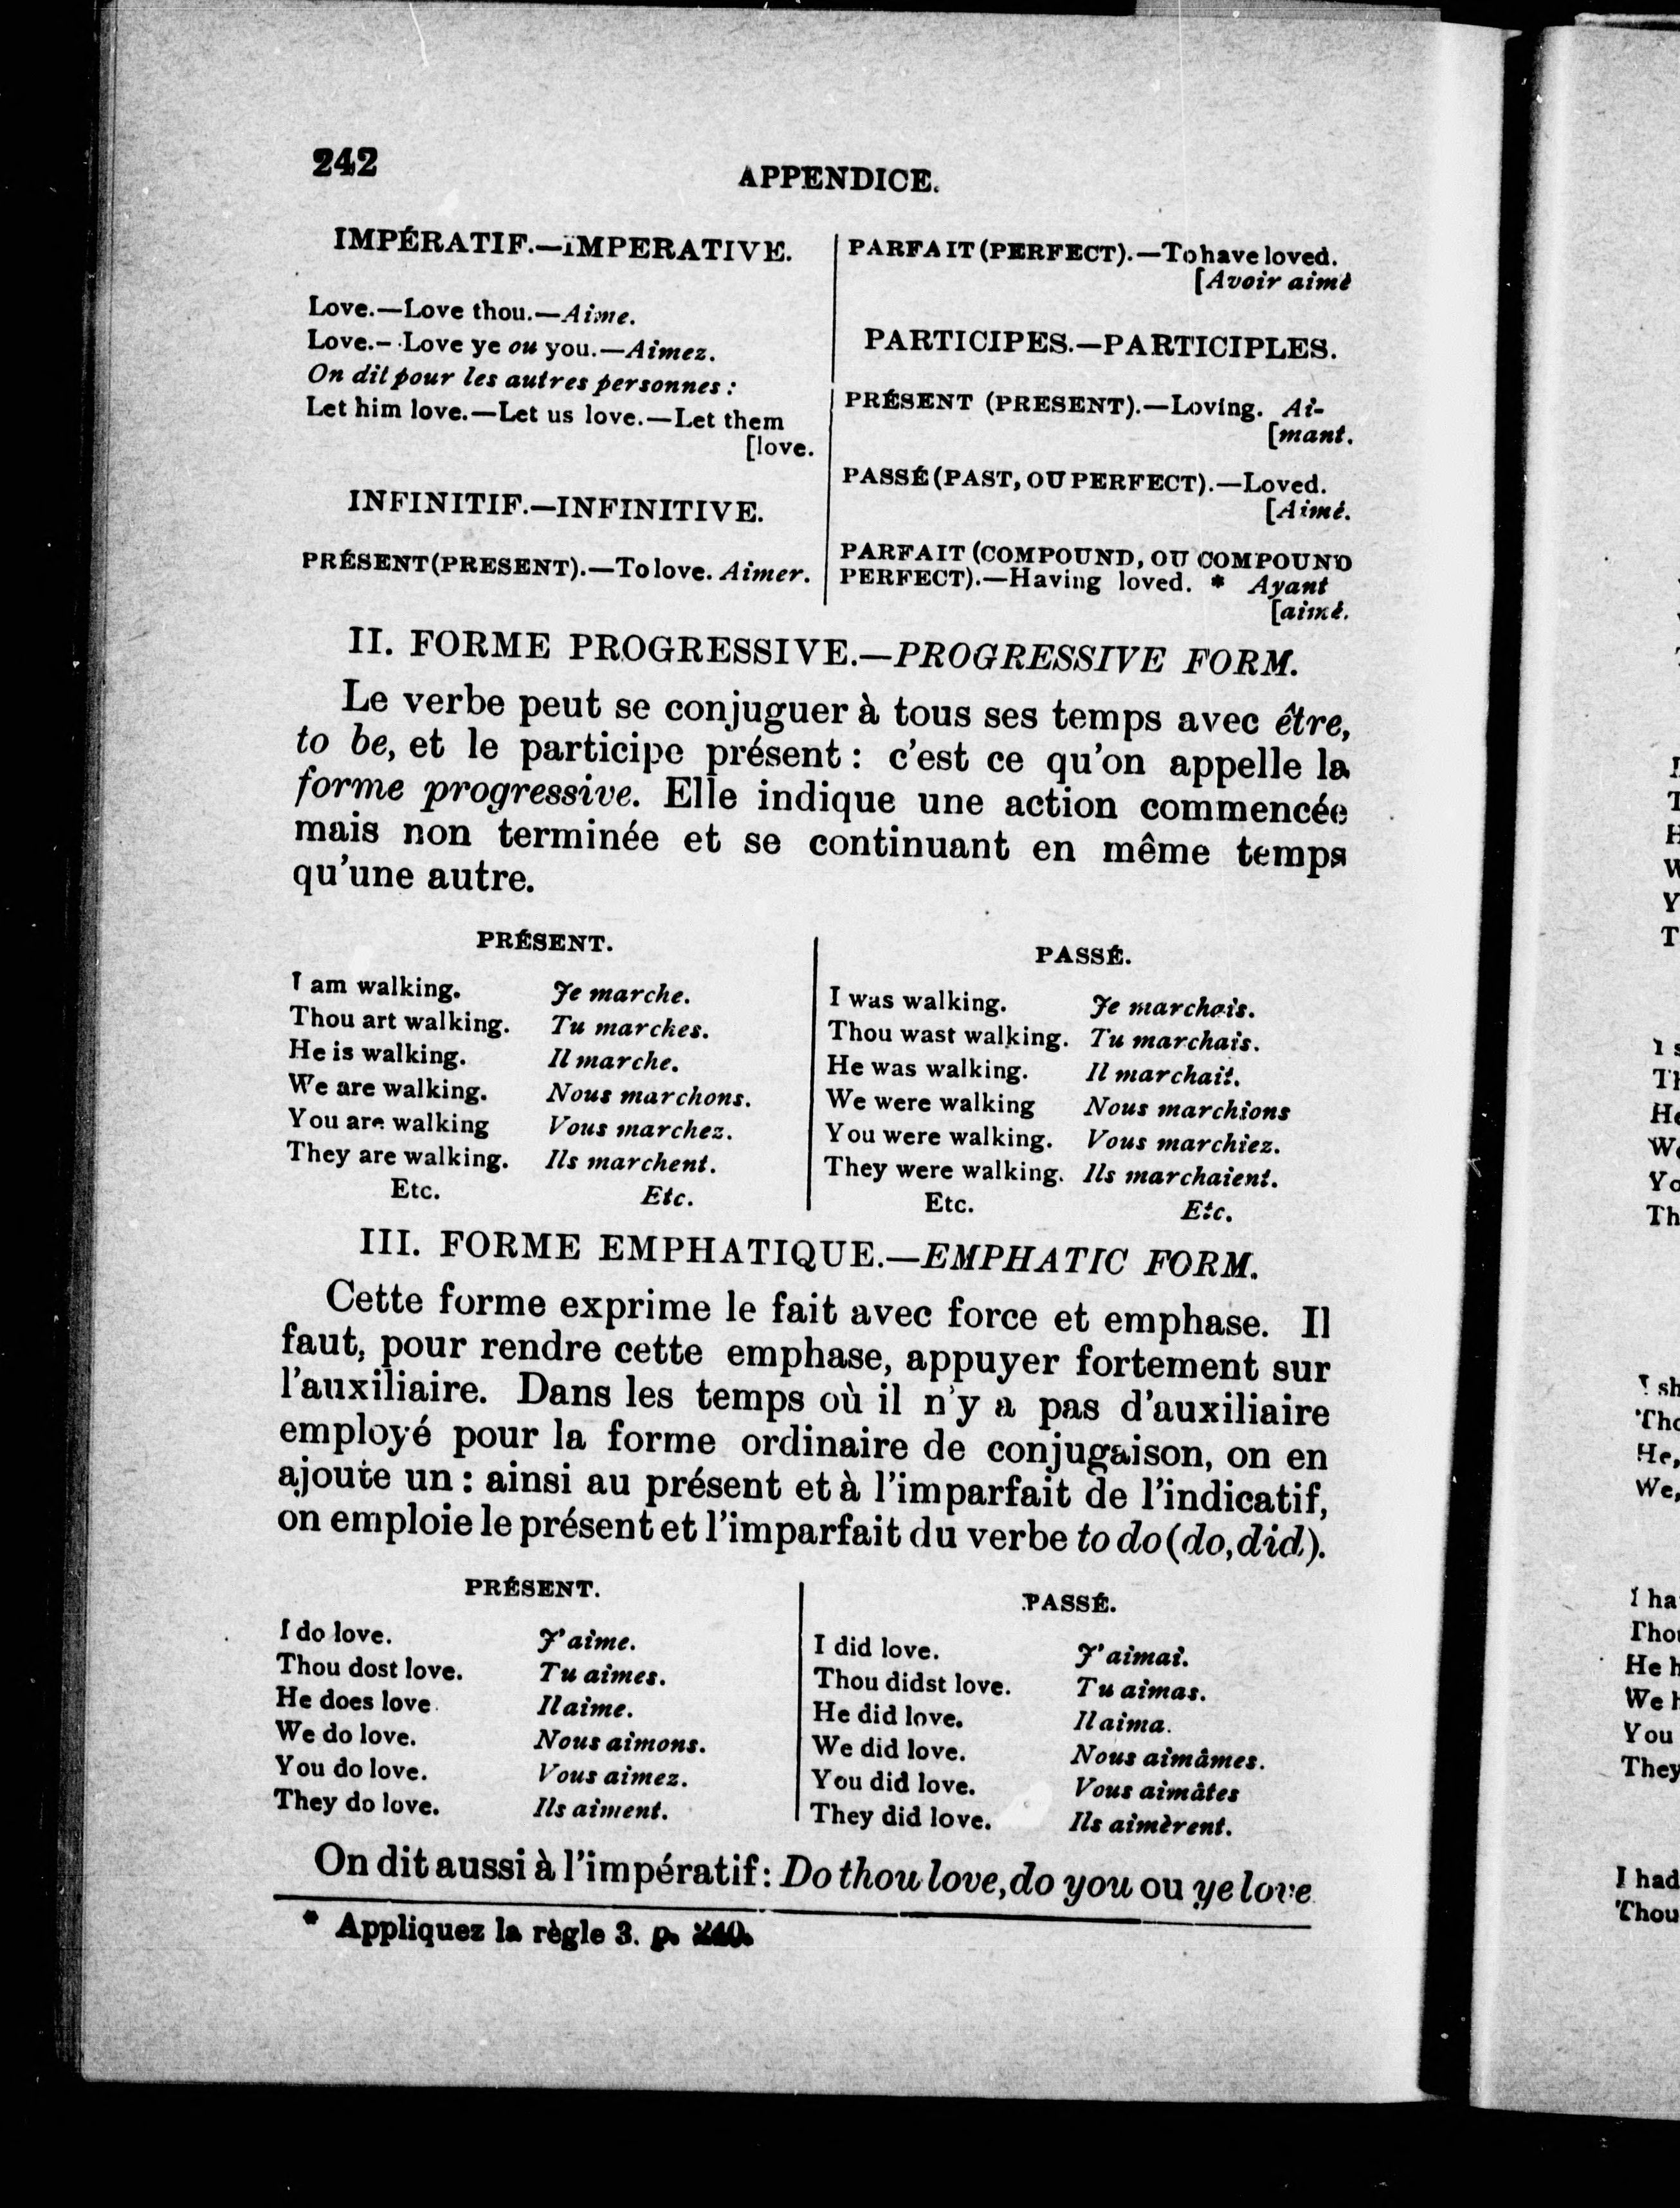 242
APPENDICE.
IMPÉRATIF.—IMPERATIVE.
Love.—Love thou.—Aime.
Love.—Love ye ou you.—Aimez.
On dit pour les autres personnes :
Let him love.—Let us love.—Let them
[love.
INFINITIF.—INFINITIVE.
PRÉSENT (PRESENT).—To love. Aimer.
PARFAIT (PERFECT).—To have loved.
[Avoir aimé
PARTICIPES.—PARTICIPLES.
PRÉSENT (PRESENT).—Loving. Ai-
[mant.
PASSÉ (PAST, OU PERFECT).—Loved.
[Aimé.
PARFAIT (COMPOUND, OU COMPOUND
PERFECT).—Having loved. * Ayant
[aimé.
II. FORME PROGRESSIVE.—PROGRESSIVE FORM.
Le verbe peut se conjuguer à tous ses temps avec être,
to be, et le participe présent : c'est ce qu'on appelle la
forme progressive. Elle indique une action commencée
mais non terminée et se continuant en même temps
qu'une autre.
PRÉSENT.
I am walking. Je marche.
Thou art walking. Tu marches.
He is walking. Il marche.
We are walking. Nous marchons.
You are walking Vous marchez.
They are walking. Ils marchent.
Etc. Etc.
PASSÉ.
I was walking. Je marchais.
Thou wast walking. Tu marchais.
He was walking. Il marchait.
We were walking Nous marchions
You were walking. Vous marchiez.
They were walking. Ils marchaient.
Etc. Etc.
III. FORME EMPHATIQUE.—EMPHATIC FORM.
Cette forme exprime le fait avec force et emphase. Il
faut, pour rendre cette emphase, appuyer fortement sur
l'auxiliaire. Dans les temps où il n'y a pas d'auxiliaire
employé pour la forme ordinaire de conjugaison, on en
ajoute un : ainsi au présent et à l'imparfait de l'indicatif,
on emploie le présent et l'imparfait du verbe to do (do, did).
PRÉSENT.
I do love. J'aime.
Thou dost love. Tu aimes.
He does love. Il aime.
We do love. Nous aimons.
You do love. Vous aimez.
They do love. Ils aiment.
PASSÉ.
I did love. J'aimai.
Thou didst love. Tu aimas.
He did love. Il aima.
We did love. Nous aimâmes.
You did love. Vous aimâtes
They did love. Ils aimèrent.
On dit aussi à l'impératif : Do thou love, do you ou ye love
* Appliquez la règle 3. p. 240.